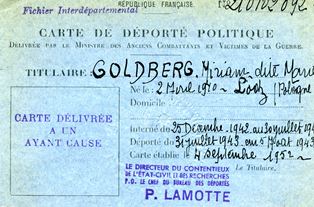 RÉPUBLIQUE FRANÇAISE
Fichier Interdépartemental
CARTE DE DÉPORTÉ POLITIQUE
DÉLIVRÉE PAR LE MINISTRE DES ANCIENS COMBATTANTS ET VICTIMES DE LA GUERRE.
TITULAIRE : GOLDBERG. Miriam dite
Né le : 2 Avril 1910 - Lodz (Pologne
Domicile :
CARTE DÉLIVRÉE
A UN
AYANT CAUSE
Interné de 25 Décembre 1942 au 30 juillet
Déporté du 31 juillet 1943 au 5 Août 1943
Carte établie le 4 septembre 1952
Le Titulaire,
LE DIRECTEUR DU CONTENTIEUX
DE L'ÉTAT-CIVIL ET DES RECHERCHES
P.O. LE CHEF DU BUREAU DES DÉPORTÉS
P. LAMOTTE